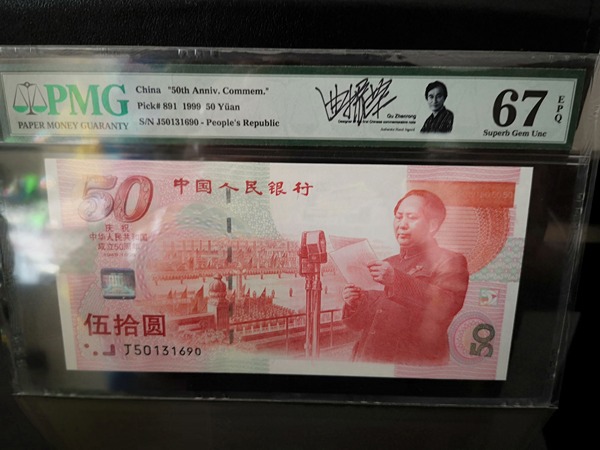 PMG
PAPER MONEY GUARANTY
China "50th Anniv. Commem."
Pick# 891 1999 50 Yüan
S/N J50131690 - People's Republic
Gu Zhenrong
67
EPQ
Superb Gem Unc
50
中国人民银行
庆祝
中华人民共和国
成立50周年
伍拾圆
J50131690
50